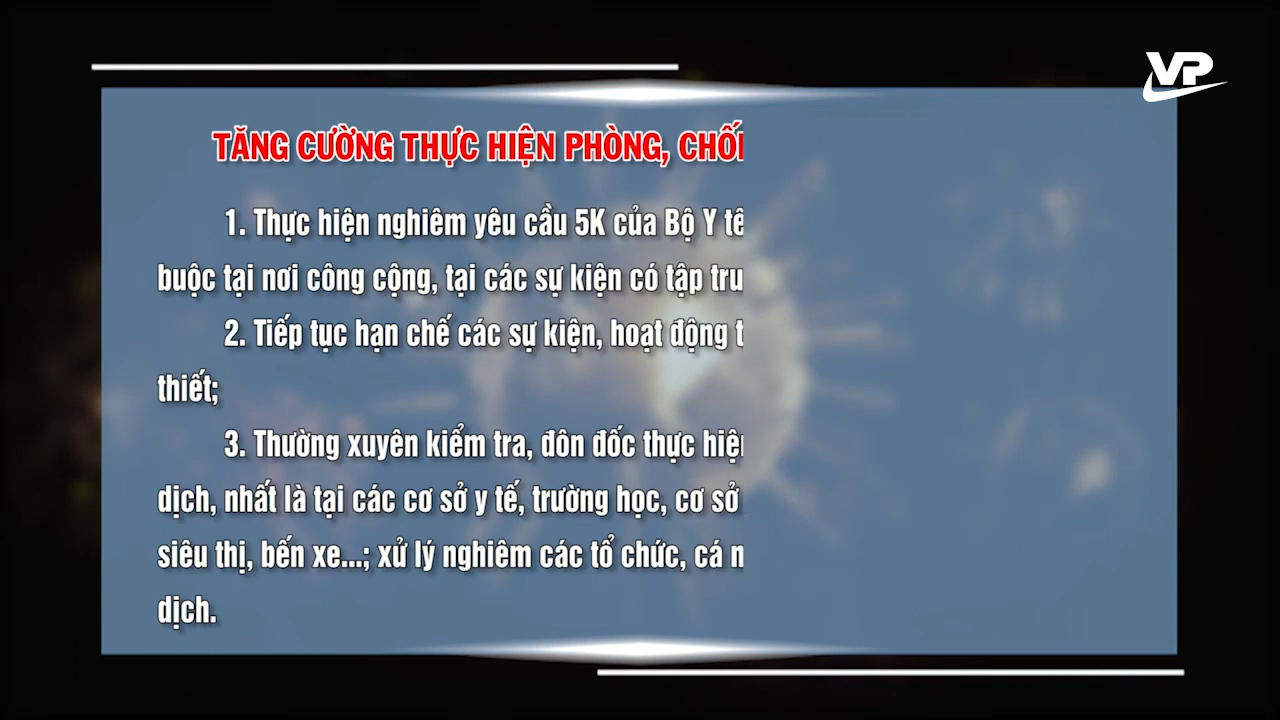 VP
TĂNG CƯỜNG THỰC HIỆN PHÒNG,
1. Thực hiện nghiêm yêu cầu 5K của Bộ Y
buộc tại nơi công cộng, tại các sự kiện có tập
2. Tiếp tục hạn chế các sự kiện, hoạt động
thiết;
3. Thường xuyên kiểm tra, đôn đốc thực
dịch, nhất là tại các cơ sở y tế, trường học, cơ sở
siêu thị, bến xe...; xử lý nghiêm các tổ chức, cá
dịch.